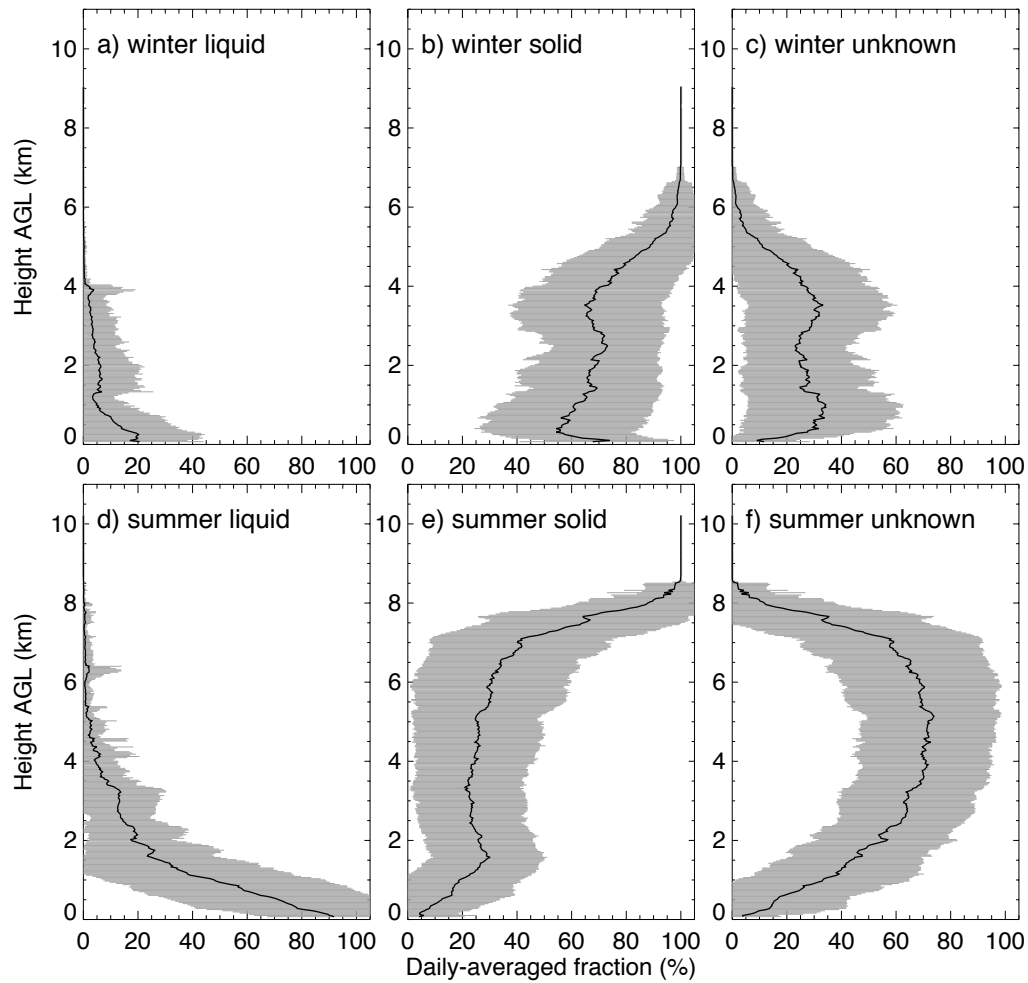 a) winter liquid
b) winter solid
c) winter unknown
10
8
6
4
2
0
Height AGL (km)
0 20 40 60 80 100
0 20 40 60 80 100
0 20 40 60 80 100
d) summer liquid
e) summer solid
f) summer unknown
10
8
6
4
2
0
Height AGL (km)
0 20 40 60 80 100
0 20 40 60 80 100
0 20 40 60 80 100
Daily-averaged fraction (%)